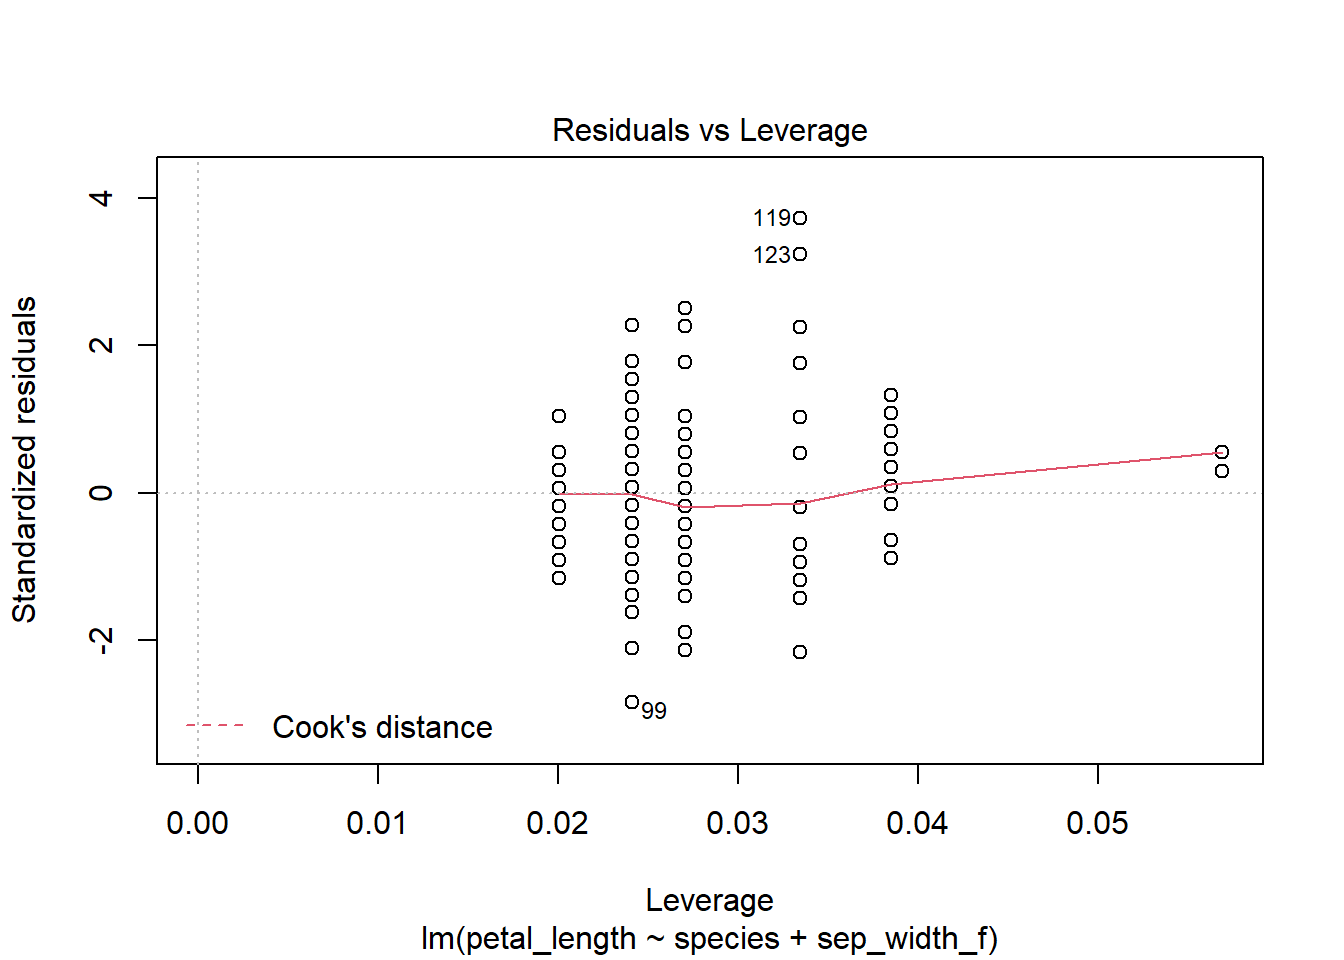 Residuals vs Leverage
Standardized residuals
4
2
0
-2
119
123
99
Cook's distance
0.00 0.01 0.02 0.03 0.04 0.05
Leverage
lm(petal_length ~ species + sep_width_f)